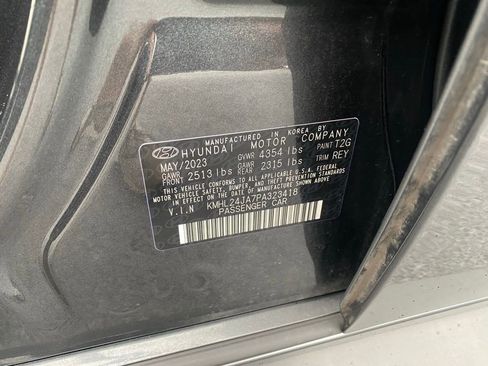 MANUFACTURED IN KOREA BY
HYUNDAI MOTOR COMPANY
MAY/2023 GVWR 4354 lbs PAINT T2G
GAWR FRONT 2513 lbs GAWR REAR 2315 lbs TRIM REY
THIS VEHICLE CONFORMS TO ALL APPLICABLE U.S.A. FEDERAL
MOTOR VEHICLE SAFETY, BUMPER, AND THEFT PREVENTION STANDARDS
IN EFFECT ON THE DATE OF MANUFACTURE SHOWN ABOVE.
V.I.N KMHL24JA7PA323418
PASSENGER CAR